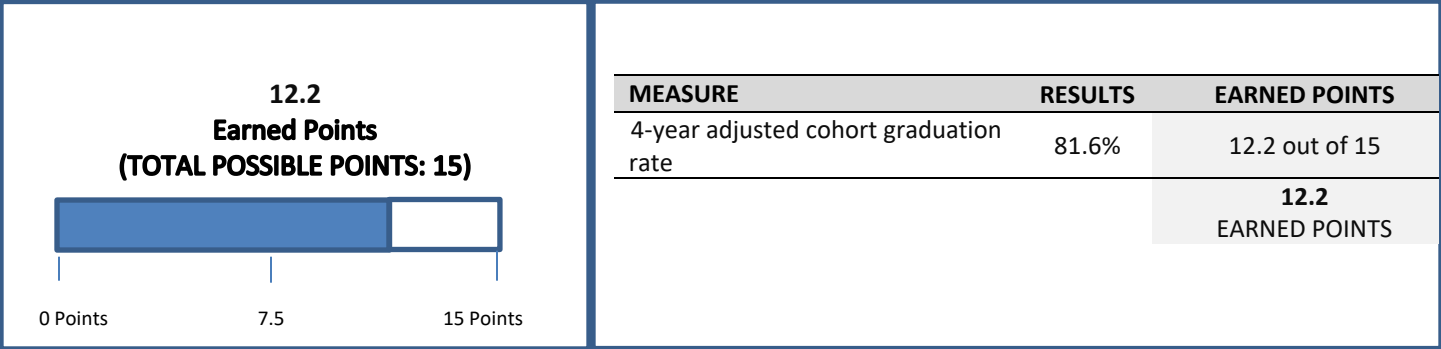 12.2
Earned Points
(TOTAL POSSIBLE POINTS: 15)
0 Points 7.5 15 Points
MEASURE RESULTS EARNED POINTS
4-year adjusted cohort graduation
rate 81.6% 12.2 out of 15
12.2
EARNED POINTS